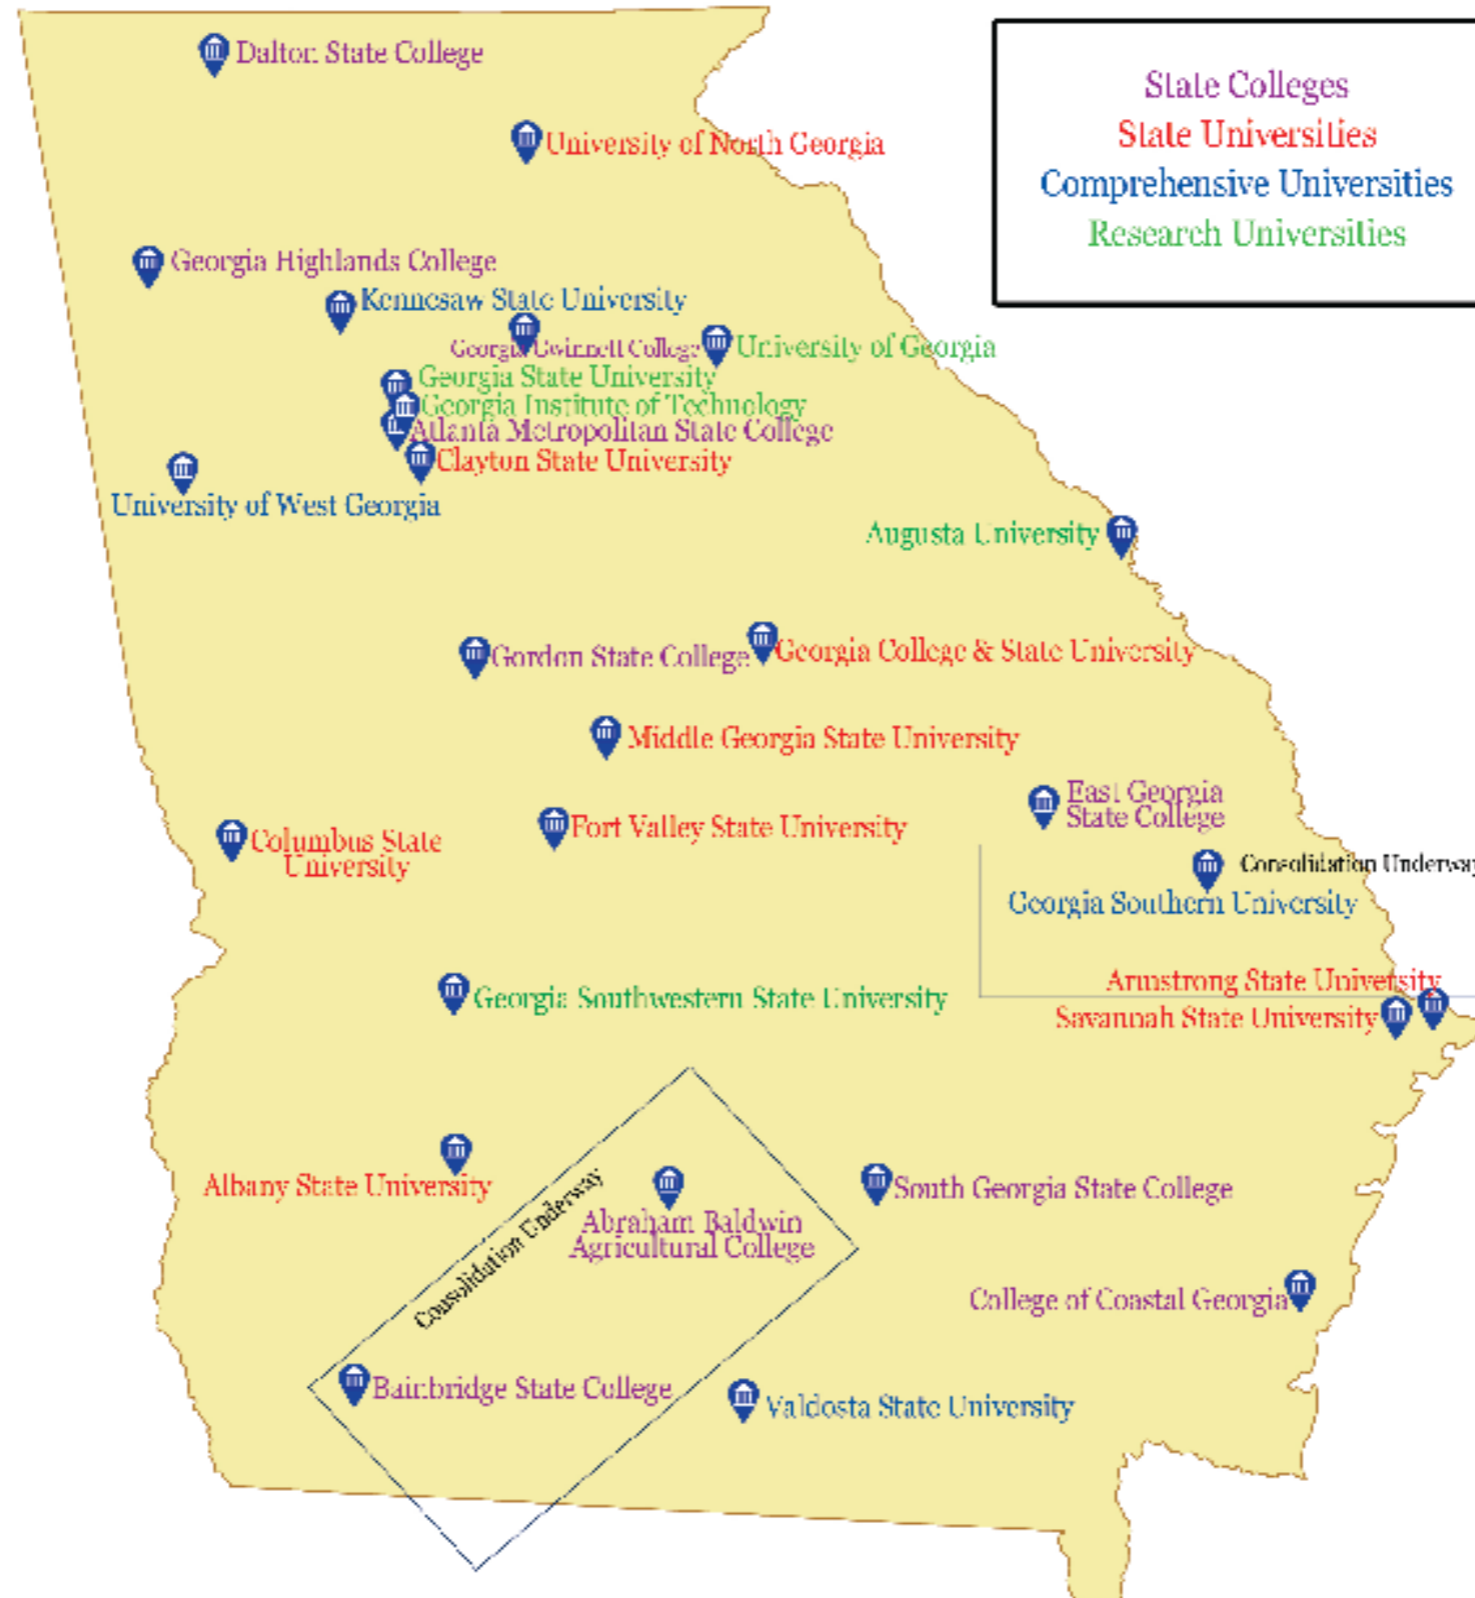 Dalton State College
State Colleges
State Universities
Comprehensive Universities
Research Universities
University of North Georgia
Georgia Highlands College
Kennesaw State University
Georgia Gwinnett College
University of Georgia
Georgia State University
Georgia Institute of Technology
Atlanta Metropolitan State College
Clayton State University
University of West Georgia
Augusta University
Gordon State College
Georgia College & State University
Middle Georgia State University
East Georgia
State College
Fort Valley State University
Columbus State
University
Consolidation Underway
Georgia Southern University
Armstrong State University
Georgia Southwestern State University
Savannah State University
Albany State University
Consolidation Underway
Abraham Baldwin
Agricultural College
South Georgia State College
College of Coastal Georgia
Bainbridge State College
Valdosta State University